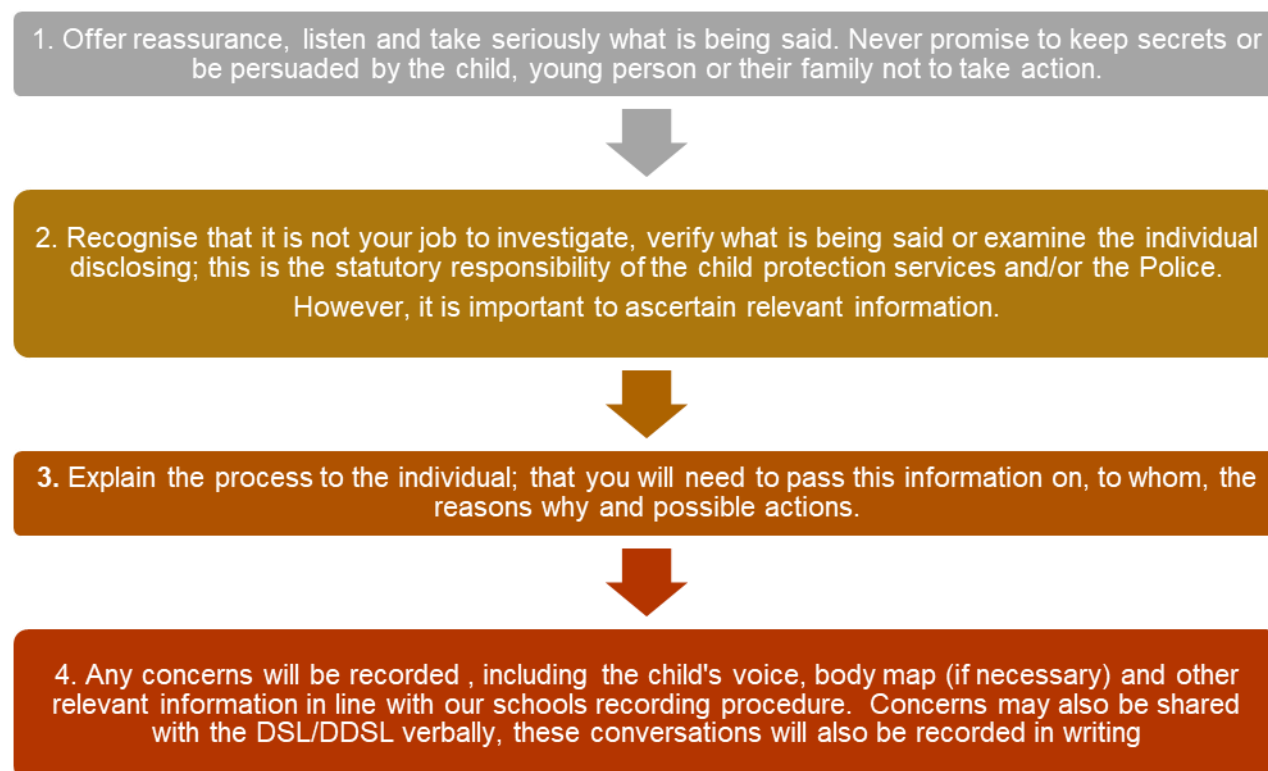 1. Offer reassurance, listen and take seriously what is being said. Never promise to keep secrets or
be persuaded by the child, young person or their family not to take action.
2. Recognise that it is not your job to investigate, verify what is being said or examine the individual
disclosing; this is the statutory responsibility of the child protection services and/or the Police.
However, it is important to ascertain relevant information.
3. Explain the process to the individual; that you will need to pass this information on, to whom, the
reasons why and possible actions.
4. Any concerns will be recorded , including the child's voice, body map (if necessary) and other
relevant information in line with our schools recording procedure. Concerns may also be shared
with the DSL/DDSL verbally, these conversations will also be recorded in writing